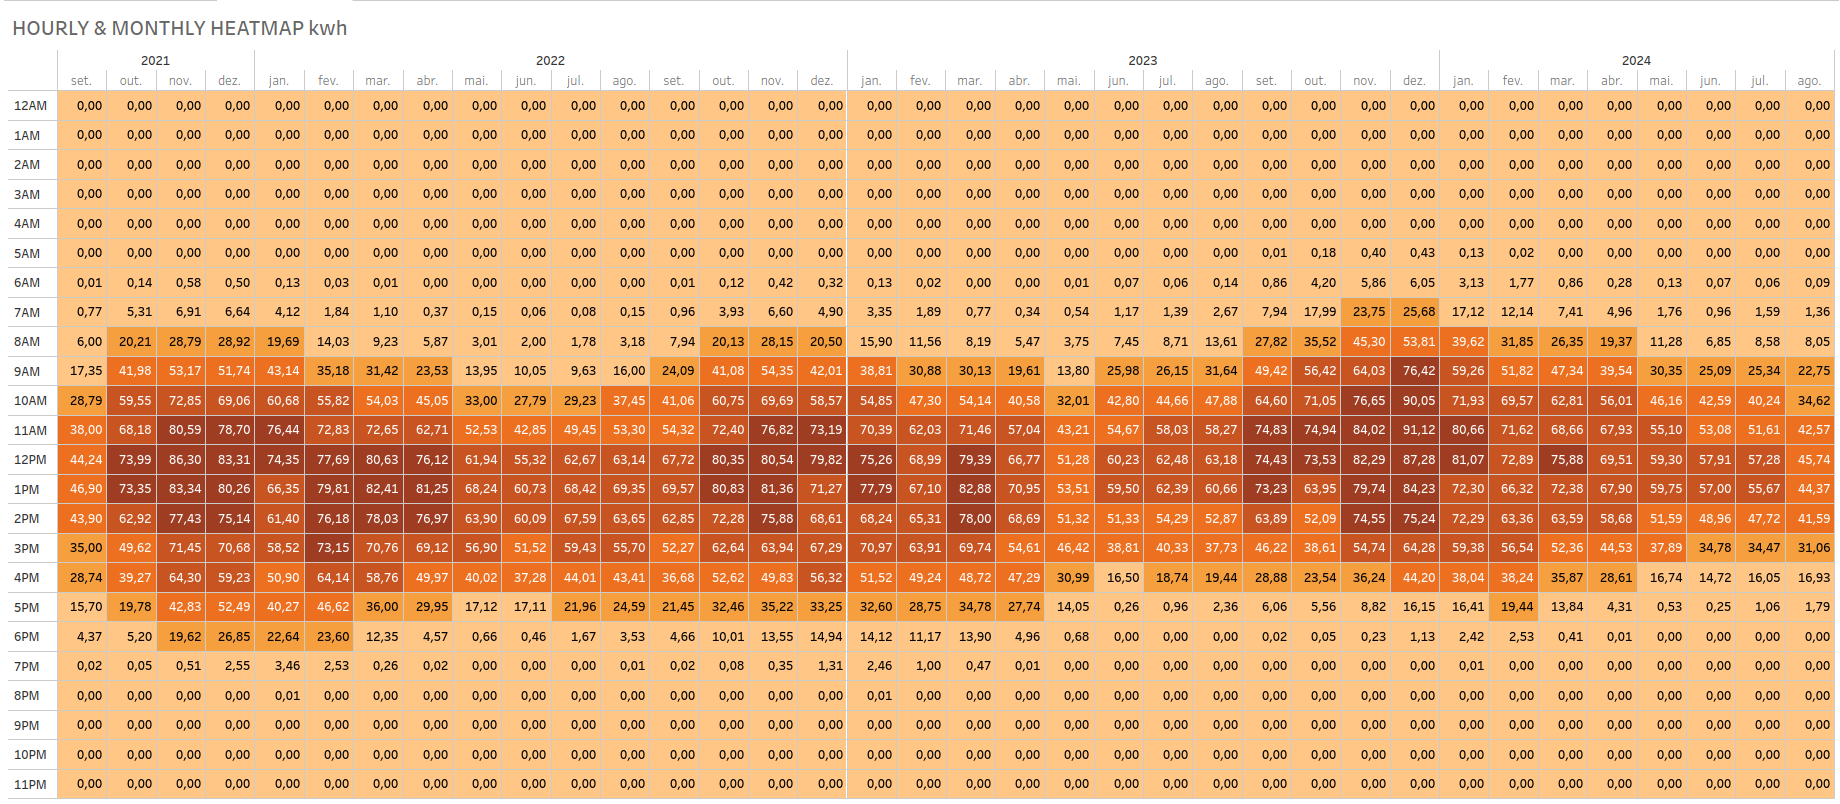 HOURLY & MONTHLY HEATMAP kwh
2021 2022 2023 2024
set. out. nov. dez. jan. fev. mar. abr. mai. jun. jul. ago. set. out. nov. dez. jan. fev. mar. abr. mai. jun. jul. ago. set. out. nov. dez. jan. fev. mar. abr. mai. jun. jul. ago.
12AM 0,00 0,00 0,00 0,00 0,00 0,00 0,00 0,00 0,00 0,00 0,00 0,00 0,00 0,00 0,00 0,00 0,00 0,00 0,00 0,00 0,00 0,00 0,00 0,00 0,00 0,00 0,00 0,00 0,00 0,00 0,00 0,00 0,00 0,00 0,00 0,00
1AM 0,00 0,00 0,00 0,00 0,00 0,00 0,00 0,00 0,00 0,00 0,00 0,00 0,00 0,00 0,00 0,00 0,00 0,00 0,00 0,00 0,00 0,00 0,00 0,00 0,00 0,00 0,00 0,00 0,00 0,00 0,00 0,00 0,00 0,00 0,00 0,00
2AM 0,00 0,00 0,00 0,00 0,00 0,00 0,00 0,00 0,00 0,00 0,00 0,00 0,00 0,00 0,00 0,00 0,00 0,00 0,00 0,00 0,00 0,00 0,00 0,00 0,00 0,00 0,00 0,00 0,00 0,00 0,00 0,00 0,00 0,00 0,00 0,00
3AM 0,00 0,00 0,00 0,00 0,00 0,00 0,00 0,00 0,00 0,00 0,00 0,00 0,00 0,00 0,00 0,00 0,00 0,00 0,00 0,00 0,00 0,00 0,00 0,00 0,00 0,00 0,00 0,00 0,00 0,00 0,00 0,00 0,00 0,00 0,00 0,00
4AM 0,00 0,00 0,00 0,00 0,00 0,00 0,00 0,00 0,00 0,00 0,00 0,00 0,00 0,00 0,00 0,00 0,00 0,00 0,00 0,00 0,00 0,00 0,00 0,00 0,00 0,00 0,00 0,00 0,00 0,00 0,00 0,00 0,00 0,00 0,00 0,00
5AM 0,00 0,00 0,00 0,00 0,00 0,00 0,00 0,00 0,00 0,00 0,00 0,00 0,00 0,00 0,00 0,00 0,00 0,00 0,00 0,00 0,00 0,00 0,00 0,00 0,01 0,18 0,40 0,43 0,13 0,02 0,00 0,00 0,00 0,00 0,00 0,00
6AM 0,01 0,14 0,58 0,50 0,13 0,03 0,01 0,00 0,00 0,00 0,00 0,00 0,01 0,12 0,42 0,32 0,13 0,02 0,00 0,00 0,01 0,07 0,06 0,14 0,86 4,20 5,86 6,05 3,13 1,77 0,86 0,28 0,13 0,07 0,06 0,09
7AM 0,77 5,31 6,91 6,64 4,12 1,84 1,10 0,37 0,15 0,06 0,08 0,15 0,96 3,93 6,60 4,90 3,35 1,89 0,77 0,34 0,54 1,17 1,39 2,67 7,94 17,99 23,75 25,68 17,12 12,14 7,41 4,96 1,76 0,96 1,59 1,36
8AM 6,00 20,21 28,79 28,92 19,69 14,03 9,23 5,87 3,01 2,00 1,78 3,18 7,94 20,13 28,15 20,50 15,90 11,56 8,19 5,47 3,75 7,45 8,71 13,61 27,82 35,52 45,30 53,81 39,62 31,85 26,35 19,37 11,28 6,85 8,58 8,05
9AM 17,35 41,98 53,17 51,74 43,14 35,18 31,42 23,53 13,95 10,05 9,63 16,00 24,09 41,08 54,35 42,01 38,81 30,88 30,13 19,61 13,80 25,98 26,15 31,64 49,42 56,42 64,03 76,42 59,26 51,82 47,34 39,54 30,35 25,09 25,34 22,75
10AM 28,79 59,55 72,85 69,06 60,68 55,82 54,03 45,05 33,00 27,79 29,23 37,45 41,06 60,75 69,69 58,57 54,85 47,30 54,14 40,58 32,01 42,80 44,66 47,88 64,60 71,05 76,65 90,05 71,93 69,57 62,81 56,01 46,16 42,59 40,24 34,62
11AM 38,00 68,18 80,59 78,70 76,44 72,83 72,65 62,71 52,53 42,85 49,45 53,30 54,32 72,40 76,82 73,19 70,39 62,03 71,46 57,04 43,21 54,67 58,03 58,27 74,83 74,94 84,02 91,12 80,66 71,62 68,66 67,93 55,10 53,08 51,61 42,57
12PM 44,24 73,99 86,30 83,31 74,35 77,69 80,63 76,12 61,94 55,32 62,67 63,14 67,72 80,35 80,54 79,82 75,26 68,99 79,39 66,77 51,28 60,23 62,48 63,18 74,43 73,53 82,29 87,28 81,07 72,89 75,88 69,51 59,30 57,91 57,28 45,74
1PM 46,90 73,35 83,34 80,26 66,35 79,81 82,41 81,25 68,24 60,73 68,42 69,35 69,57 80,83 81,36 71,27 77,79 67,10 82,88 70,95 53,51 59,50 62,39 60,66 73,23 63,95 79,74 84,23 72,30 66,32 72,38 67,90 59,75 57,00 55,67 44,37
2PM 43,90 62,92 77,43 75,14 61,40 76,18 78,03 76,97 63,90 60,09 67,59 63,65 62,85 72,28 75,88 68,61 68,24 65,31 78,00 68,69 51,32 51,33 54,29 52,87 63,89 52,09 74,55 75,24 72,29 63,36 63,59 58,68 51,59 48,96 47,72 41,59
3PM 35,00 49,62 71,45 70,68 58,52 73,15 70,76 69,12 56,90 51,52 59,43 55,70 52,27 62,64 63,94 67,29 70,97 63,91 69,74 54,61 46,42 38,81 40,33 37,73 46,22 38,61 54,74 64,28 59,38 56,54 52,36 44,53 37,89 34,78 34,47 31,06
4PM 28,74 39,27 64,30 59,23 50,90 64,14 58,76 49,97 40,02 37,28 44,01 43,41 36,68 52,62 49,83 56,32 51,52 49,24 48,72 47,29 30,99 16,50 18,74 19,44 28,88 23,54 36,24 44,20 38,04 38,24 35,87 28,61 16,74 14,72 16,05 16,93
5PM 15,70 19,78 42,83 52,49 40,27 46,62 36,00 29,95 17,12 17,11 21,96 24,59 21,45 32,46 35,22 33,25 32,60 28,75 34,78 27,74 14,05 0,26 0,96 2,36 6,06 5,56 8,82 16,15 16,41 19,44 13,84 4,31 0,53 0,25 1,06 1,79
6PM 4,37 5,20 19,62 26,85 22,64 23,60 12,35 4,57 0,66 0,46 1,67 3,53 4,66 10,01 13,55 14,94 14,12 11,17 13,90 4,96 0,68 0,00 0,00 0,00 0,02 0,05 0,23 1,13 2,42 2,53 0,41 0,01 0,00 0,00 0,00 0,00
7PM 0,02 0,05 0,51 2,55 3,46 2,53 0,26 0,02 0,00 0,00 0,00 0,01 0,02 0,08 0,35 1,31 2,46 1,00 0,47 0,01 0,00 0,00 0,00 0,00 0,00 0,00 0,00 0,00 0,01 0,00 0,00 0,00 0,00 0,00 0,00 0,00
8PM 0,00 0,00 0,00 0,00 0,01 0,00 0,00 0,00 0,00 0,00 0,00 0,00 0,00 0,00 0,00 0,00 0,01 0,00 0,00 0,00 0,00 0,00 0,00 0,00 0,00 0,00 0,00 0,00 0,00 0,00 0,00 0,00 0,00 0,00 0,00 0,00
9PM 0,00 0,00 0,00 0,00 0,00 0,00 0,00 0,00 0,00 0,00 0,00 0,00 0,00 0,00 0,00 0,00 0,00 0,00 0,00 0,00 0,00 0,00 0,00 0,00 0,00 0,00 0,00 0,00 0,00 0,00 0,00 0,00 0,00 0,00 0,00 0,00
10PM 0,00 0,00 0,00 0,00 0,00 0,00 0,00 0,00 0,00 0,00 0,00 0,00 0,00 0,00 0,00 0,00 0,00 0,00 0,00 0,00 0,00 0,00 0,00 0,00 0,00 0,00 0,00 0,00 0,00 0,00 0,00 0,00 0,00 0,00 0,00 0,00
11PM 0,00 0,00 0,00 0,00 0,00 0,00 0,00 0,00 0,00 0,00 0,00 0,00 0,00 0,00 0,00 0,00 0,00 0,00 0,00 0,00 0,00 0,00 0,00 0,00 0,00 0,00 0,00 0,00 0,00 0,00 0,00 0,00 0,00 0,00 0,00 0,00